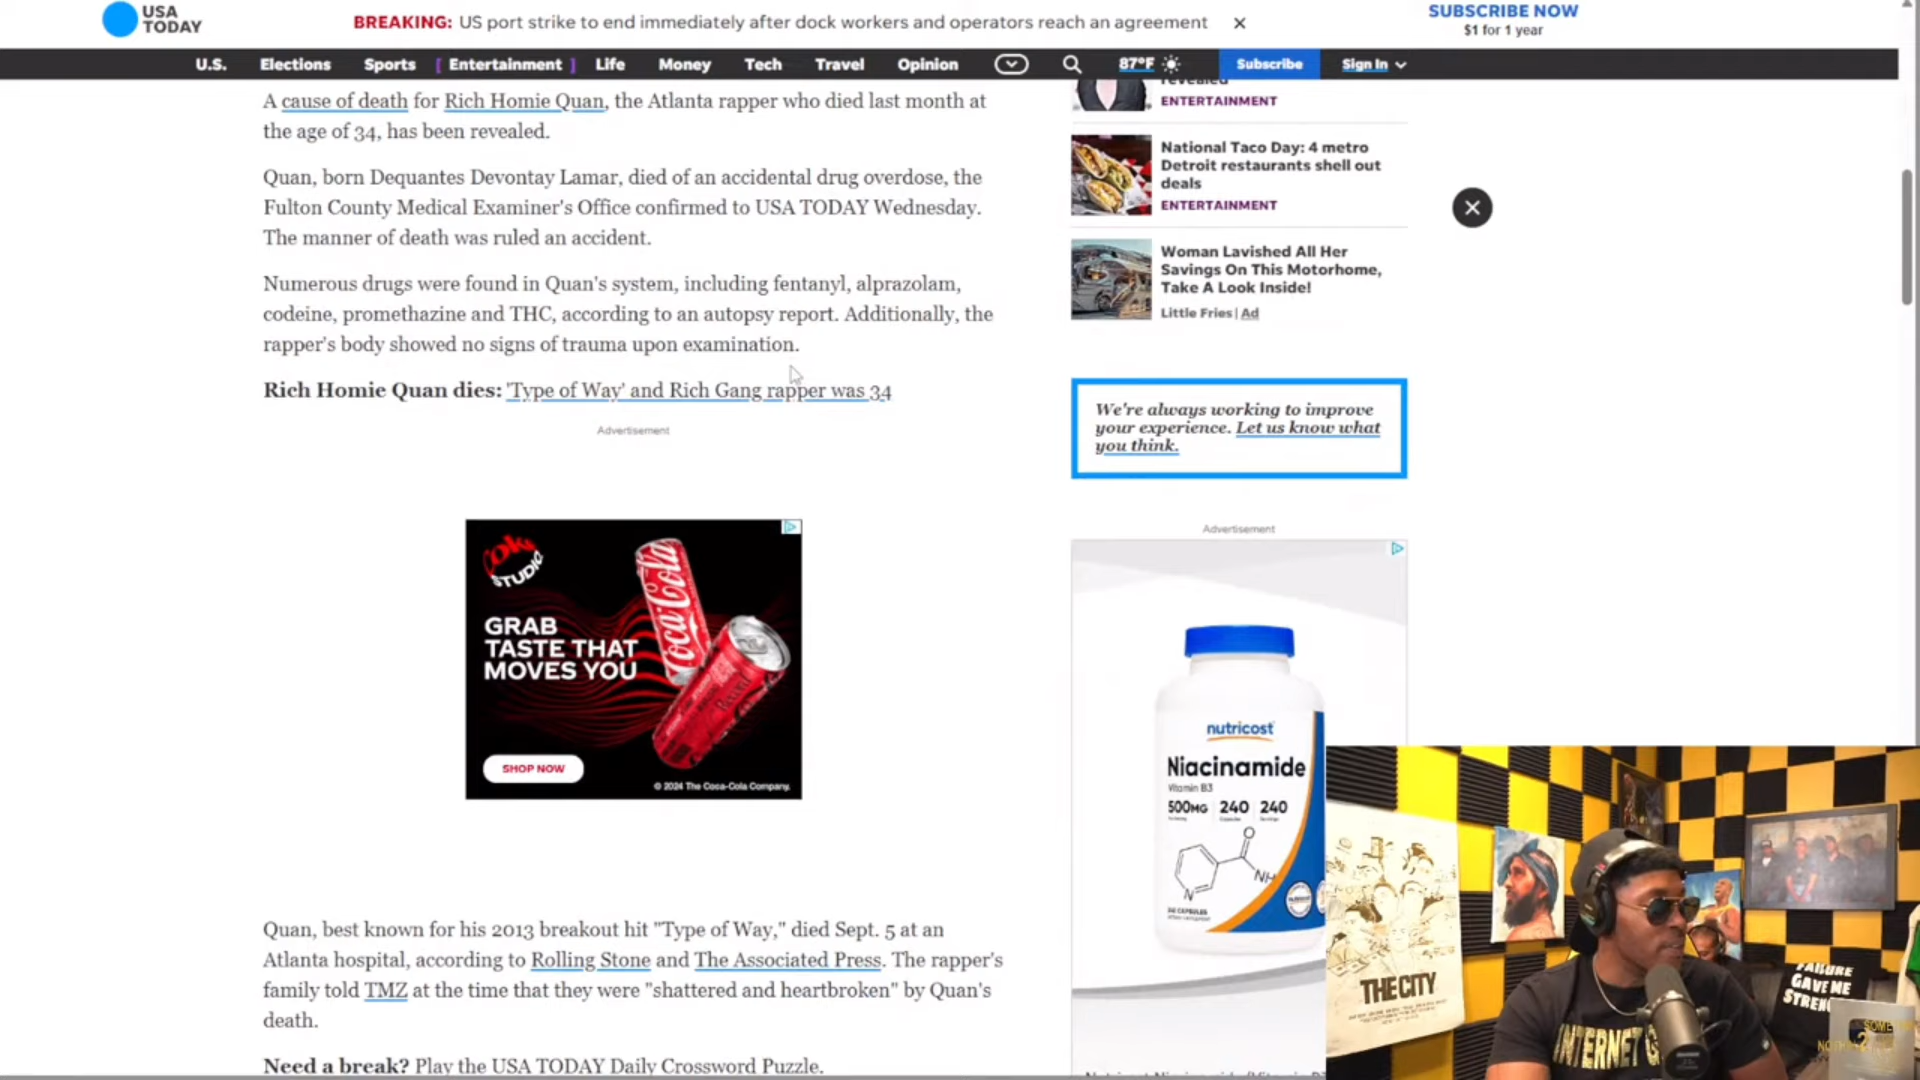 USA
TODAY
BREAKING: US port strike to end immediately after dock workers and operators reach an agreement
SUBSCRIBE NOW
$1 for 1 year
U.S. Elections Sports Entertainment Life Money Tech Travel Opinion 87°F Subscribe Sign In
A cause of death for Rich Homie Quan, the Atlanta rapper who died last month at
the age of 34, has been revealed.
Quan, born Dequantes Devontay Lamar, died of an accidental drug overdose, the
Fulton County Medical Examiner's Office confirmed to USA TODAY Wednesday.
The manner of death was ruled an accident.
Numerous drugs were found in Quan's system, including fentanyl, alprazolam,
codeine, promethazine and THC, according to an autopsy report. Additionally, the
rapper's body showed no signs of trauma upon examination.
Rich Homie Quan dies: 'Type of Way' and Rich Gang rapper was 34
Advertisement
Coke
STUDIO
GRAB
TASTE THAT
MOVES YOU
Coca-Cola
SHOP NOW
© 2024 The Coca-Cola Company.
Quan, best known for his 2013 breakout hit "Type of Way," died Sept. 5 at an
Atlanta hospital, according to Rolling Stone and The Associated Press. The rapper's
family told TMZ at the time that they were "shattered and heartbroken" by Quan's
death.
Need a break? Play the USA TODAY Daily Crossword Puzzle.
revealed
ENTERTAINMENT
National Taco Day: 4 metro
Detroit restaurants shell out
deals
ENTERTAINMENT
Woman Lavished All Her
Savings On This Motorhome,
Take A Look Inside!
Little Fries | Ad
We're always working to improve
your experience. Let us know what
you think.
Advertisement
nutricost
Niacinamide
Vitamin B3
500MG 240 240
N
NH
240 CAPSULES
THE CITY
FAILURE
GAVE ME
INTERNET